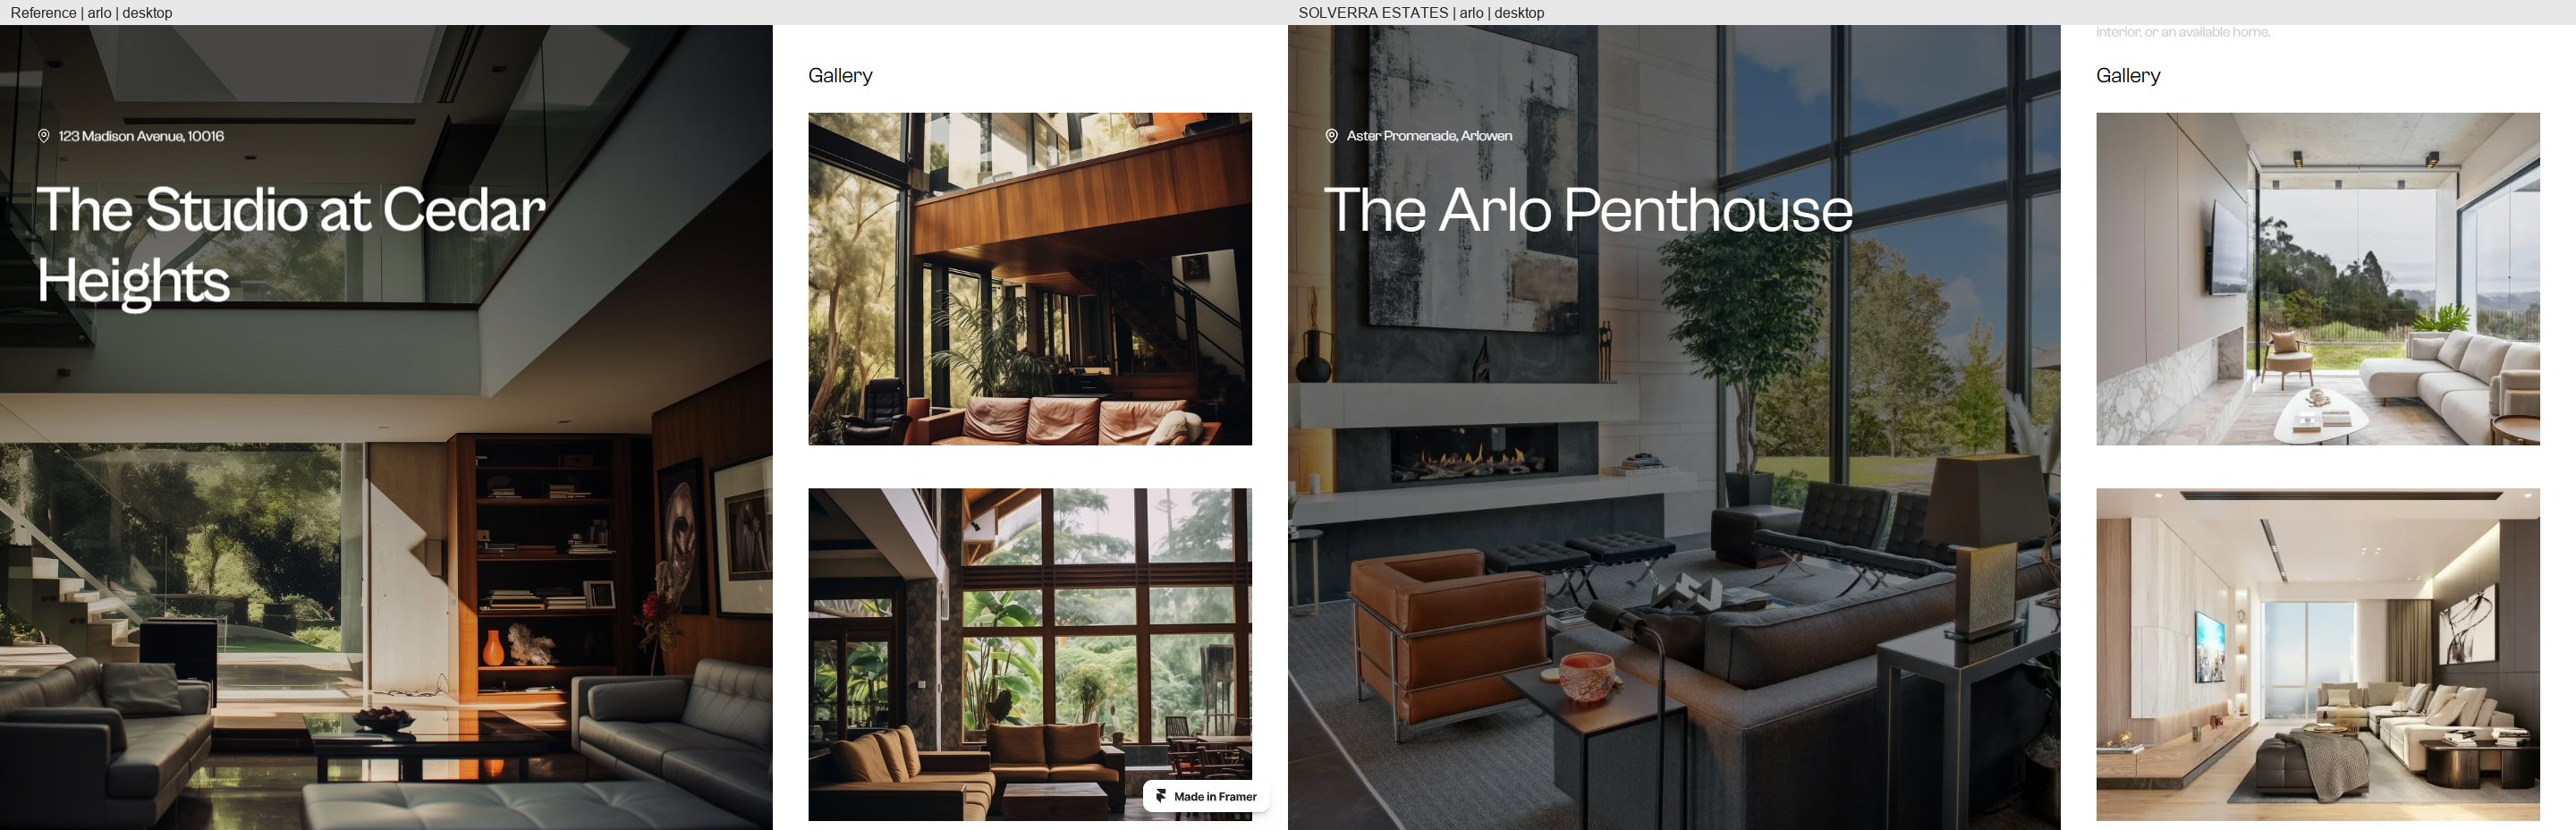 Reference | arlo | desktop
123 Madison Avenue, 10016
The Studio at Cedar
Heights
Gallery
Made in Framer
SOLVERRA ESTATES | arlo | desktop
Aster Promenade, Arlowen
The Arlo Penthouse
interior, or an available home.
Gallery